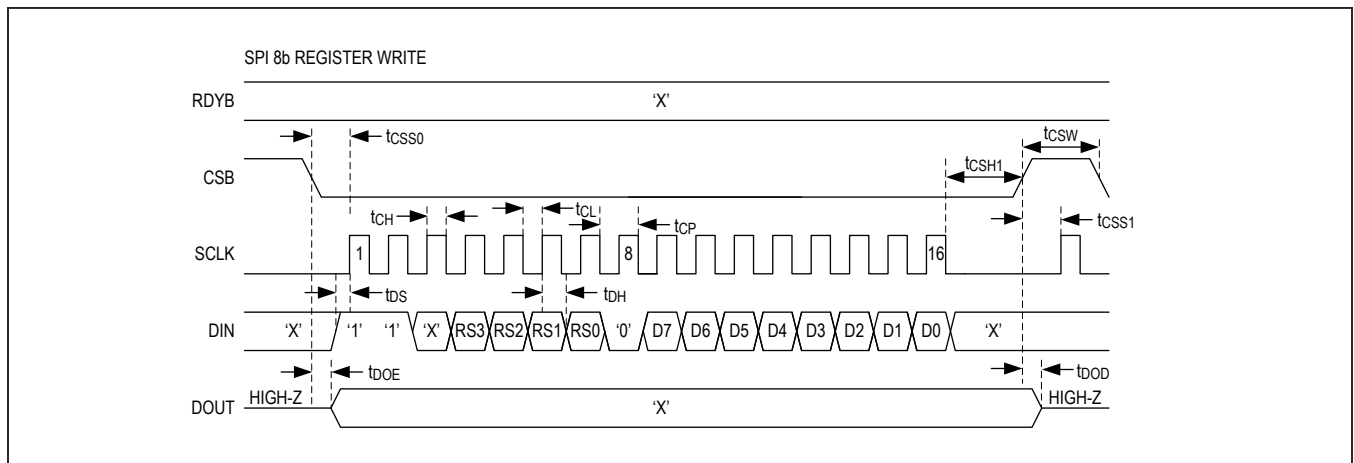 SPI 8b REGISTER WRITE
RDYB 'X'
tCSS0 tCSW
CSB tCSH1
tCH tCL tCP tCSS1
SCLK 1 8 16
tDS tDH
DIN 'X' '1' '1' 'X' RS3 RS2 RS1 RS0 '0' D7 D6 D5 D4 D3 D2 D1 D0 'X'
tDOE tDOD
DOUT HIGH-Z 'X' HIGH-Z